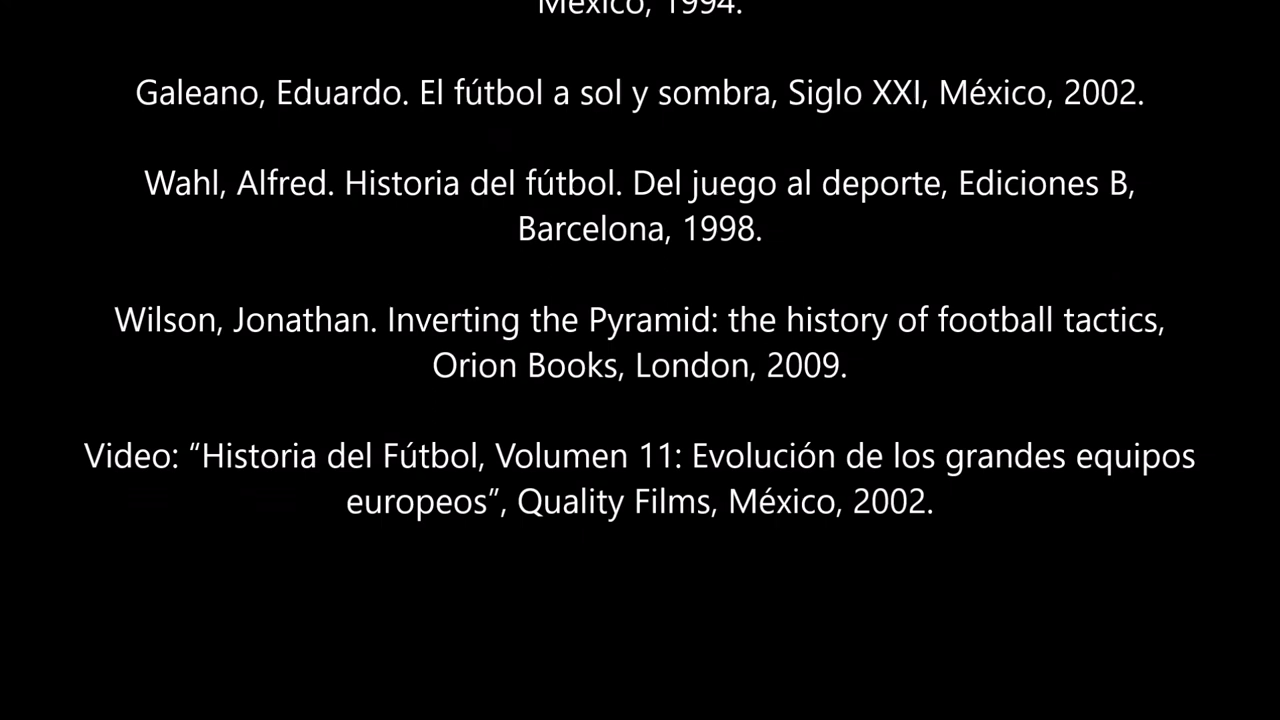 México, 1994.
Galeano, Eduardo. El fútbol a sol y sombra, Siglo XXI, México, 2002.
Wahl, Alfred. Historia del fútbol. Del juego al deporte, Ediciones B,
Barcelona, 1998.
Wilson, Jonathan. Inverting the Pyramid: the history of football tactics,
Orion Books, London, 2009.
Video: “Historia del Fútbol, Volumen 11: Evolución de los grandes equipos
europeos”, Quality Films, México, 2002.